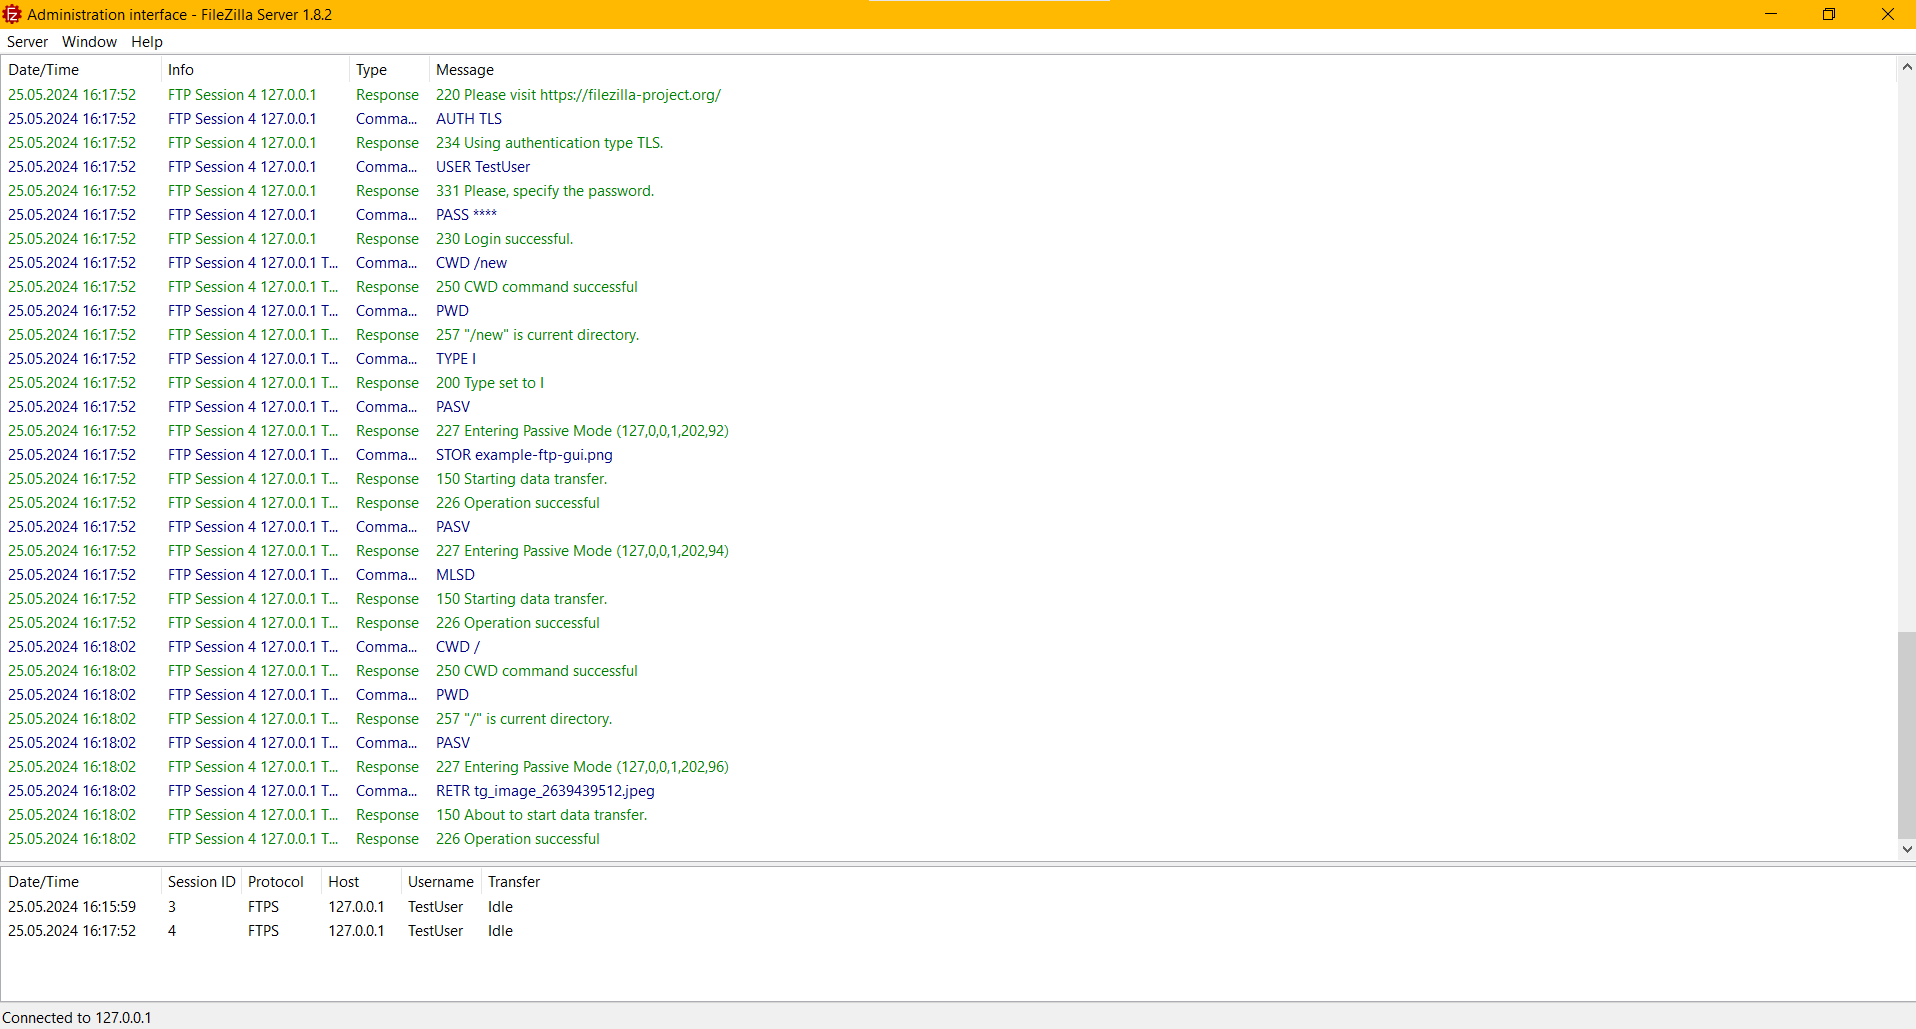 Administration interface - FileZilla Server 1.8.2
Server Window Help
Date/Time Info Type Message
25.05.2024 16:17:52 FTP Session 4 127.0.0.1 Response 220 Please visit https://filezilla-project.org/
25.05.2024 16:17:52 FTP Session 4 127.0.0.1 Comma... AUTH TLS
25.05.2024 16:17:52 FTP Session 4 127.0.0.1 Response 234 Using authentication type TLS.
25.05.2024 16:17:52 FTP Session 4 127.0.0.1 Comma... USER TestUser
25.05.2024 16:17:52 FTP Session 4 127.0.0.1 Response 331 Please, specify the password.
25.05.2024 16:17:52 FTP Session 4 127.0.0.1 Comma... PASS ****
25.05.2024 16:17:52 FTP Session 4 127.0.0.1 Response 230 Login successful.
25.05.2024 16:17:52 FTP Session 4 127.0.0.1 T... Comma... CWD /new
25.05.2024 16:17:52 FTP Session 4 127.0.0.1 T... Response 250 CWD command successful
25.05.2024 16:17:52 FTP Session 4 127.0.0.1 T... Comma... PWD
25.05.2024 16:17:52 FTP Session 4 127.0.0.1 T... Response 257 "/new" is current directory.
25.05.2024 16:17:52 FTP Session 4 127.0.0.1 T... Comma... TYPE I
25.05.2024 16:17:52 FTP Session 4 127.0.0.1 T... Response 200 Type set to I
25.05.2024 16:17:52 FTP Session 4 127.0.0.1 T... Comma... PASV
25.05.2024 16:17:52 FTP Session 4 127.0.0.1 T... Response 227 Entering Passive Mode (127,0,0,1,202,92)
25.05.2024 16:17:52 FTP Session 4 127.0.0.1 T... Comma... STOR example-ftp-gui.png
25.05.2024 16:17:52 FTP Session 4 127.0.0.1 T... Response 150 Starting data transfer.
25.05.2024 16:17:52 FTP Session 4 127.0.0.1 T... Response 226 Operation successful
25.05.2024 16:17:52 FTP Session 4 127.0.0.1 T... Comma... PASV
25.05.2024 16:17:52 FTP Session 4 127.0.0.1 T... Response 227 Entering Passive Mode (127,0,0,1,202,94)
25.05.2024 16:17:52 FTP Session 4 127.0.0.1 T... Comma... MLSD
25.05.2024 16:17:52 FTP Session 4 127.0.0.1 T... Response 150 Starting data transfer.
25.05.2024 16:17:52 FTP Session 4 127.0.0.1 T... Response 226 Operation successful
25.05.2024 16:18:02 FTP Session 4 127.0.0.1 T... Comma... CWD /
25.05.2024 16:18:02 FTP Session 4 127.0.0.1 T... Response 250 CWD command successful
25.05.2024 16:18:02 FTP Session 4 127.0.0.1 T... Comma... PWD
25.05.2024 16:18:02 FTP Session 4 127.0.0.1 T... Response 257 "/" is current directory.
25.05.2024 16:18:02 FTP Session 4 127.0.0.1 T... Comma... PASV
25.05.2024 16:18:02 FTP Session 4 127.0.0.1 T... Response 227 Entering Passive Mode (127,0,0,1,202,96)
25.05.2024 16:18:02 FTP Session 4 127.0.0.1 T... Comma... RETR tg_image_2639439512.jpeg
25.05.2024 16:18:02 FTP Session 4 127.0.0.1 T... Response 150 About to start data transfer.
25.05.2024 16:18:02 FTP Session 4 127.0.0.1 T... Response 226 Operation successful
Date/Time Session ID Protocol Host Username Transfer
25.05.2024 16:15:59 3 FTPS 127.0.0.1 TestUser Idle
25.05.2024 16:17:52 4 FTPS 127.0.0.1 TestUser Idle
Connected to 127.0.0.1